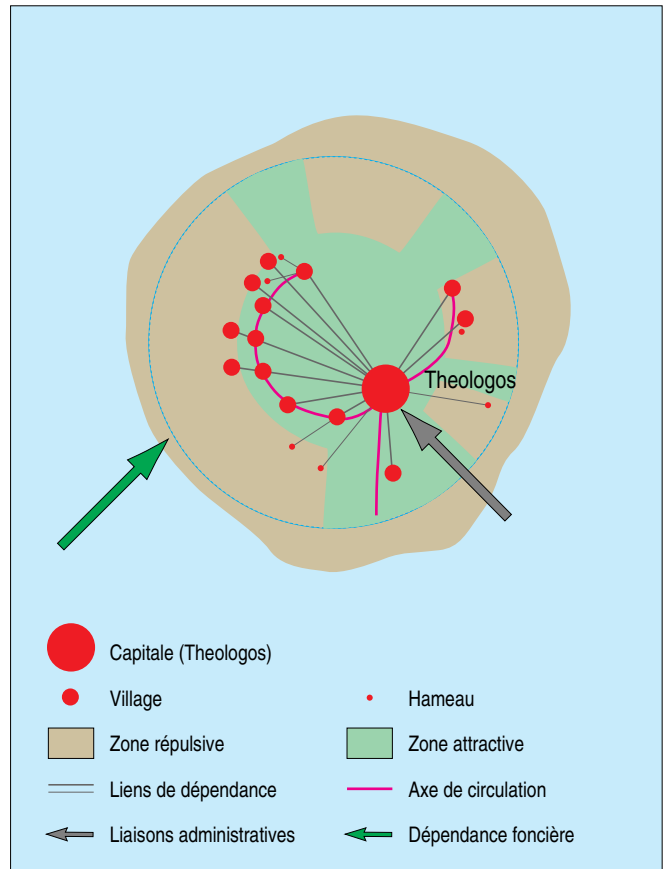 Theologos
Capitale (Theologos)
Village
Hameau
Zone répulsive
Zone attractive
Liens de dépendance
Axe de circulation
Liaisons administratives
Dépendance foncière